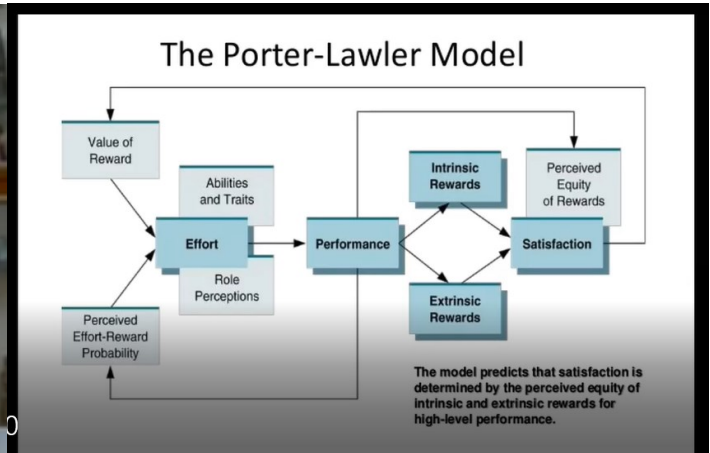 The Porter-Lawler Model
Value of
Reward
Abilities
and Traits
Intrinsic
Rewards
Perceived
Equity
of Rewards
Effort
Performance
Satisfaction
Role
Perceptions
Extrinsic
Rewards
Perceived
Effort-Reward
Probability
The model predicts that satisfaction is
determined by the perceived equity of
intrinsic and extrinsic rewards for
high-level performance.
0